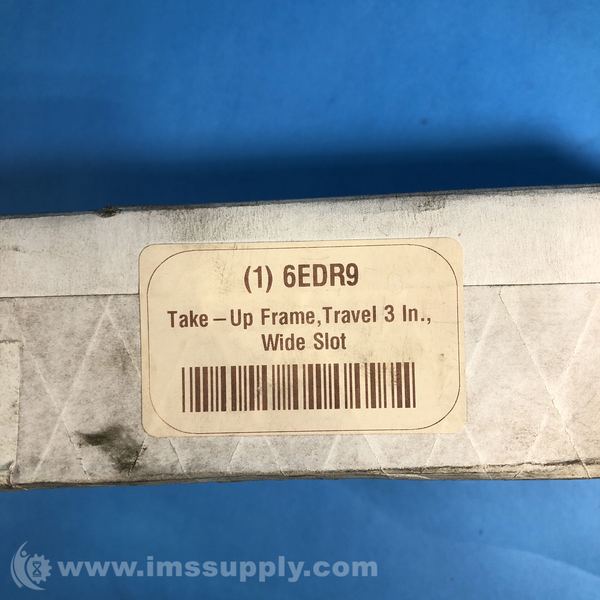 (1) 6EDR9
Take-Up Frame,Travel 3 In.,
Wide Slot
www.imssupply.com